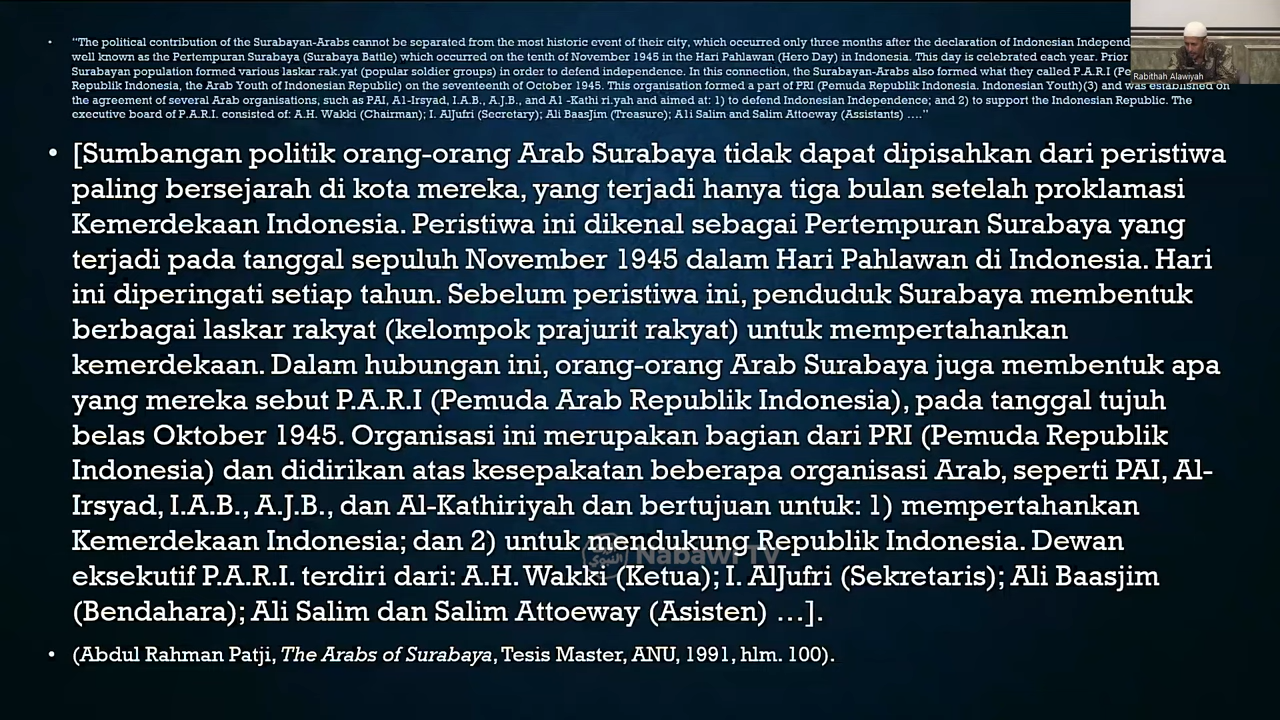 • "The political contribution of the Surabayan-Arabs cannot be separated from the most historic event of their city, which occurred only three months after the declaration of Indonesian Independ
well known as the Pertempuran Surabaya (Surabaya Battle) which occurred on the tenth of November 1945 in the Hari Pahlawan (Hero Day) in Indonesia. This day is celebrated each year. Prior
Surabayan population formed various laskar rak.yat (popular soldier groups) in order to defend independence. In this connection, the Surabayan-Arabs also formed what they called P.A.R.I (Pe
Republik Indonesia, the Arab Youth of Indonesian Republic) on the seventeenth of October 1945. This organisation formed a part of PRI (Pemuda Republik Indonesia. Indonesian Youth)(3) and was established on
the agreement of several Arab organisations, such as PAI, A1-Irsyad, I.A.B., A.J.B., and A1 -Kathi ri.yah and aimed at: 1) to defend Indonesian Independence; and 2) to support the Indonesian Republic. The
executive board of P.A.R.I. consisted of: A.H. Wakki (Chairman); I. AlJufri (Secretary); Ali BaasJim (Treasure); A1i Salim and Salim Attoeway (Assistants) ...."
Rabithah Alawiyah
• [Sumbangan politik orang-orang Arab Surabaya tidak dapat dipisahkan dari peristiwa
paling bersejarah di kota mereka, yang terjadi hanya tiga bulan setelah proklamasi
Kemerdekaan Indonesia. Peristiwa ini dikenal sebagai Pertempuran Surabaya yang
terjadi pada tanggal sepuluh November 1945 dalam Hari Pahlawan di Indonesia. Hari
ini diperingati setiap tahun. Sebelum peristiwa ini, penduduk Surabaya membentuk
berbagai laskar rakyat (kelompok prajurit rakyat) untuk mempertahankan
kemerdekaan. Dalam hubungan ini, orang-orang Arab Surabaya juga membentuk apa
yang mereka sebut P.A.R.I (Pemuda Arab Republik Indonesia), pada tanggal tujuh
belas Oktober 1945. Organisasi ini merupakan bagian dari PRI (Pemuda Republik
Indonesia) dan didirikan atas kesepakatan beberapa organisasi Arab, seperti PAI, Al-
Irsyad, I.A.B., A.J.B., dan Al-Kathiriyah dan bertujuan untuk: 1) mempertahankan
Kemerdekaan Indonesia; dan 2) untuk mendukung Republik Indonesia. Dewan
eksekutif P.A.R.I. terdiri dari: A.H. Wakki (Ketua); I. AlJufri (Sekretaris); Ali Baasjim
(Bendahara); Ali Salim dan Salim Attoeway (Asisten) ...].
Nabawi TV
• (Abdul Rahman Patji, The Arabs of Surabaya, Tesis Master, ANU, 1991, hlm. 100).